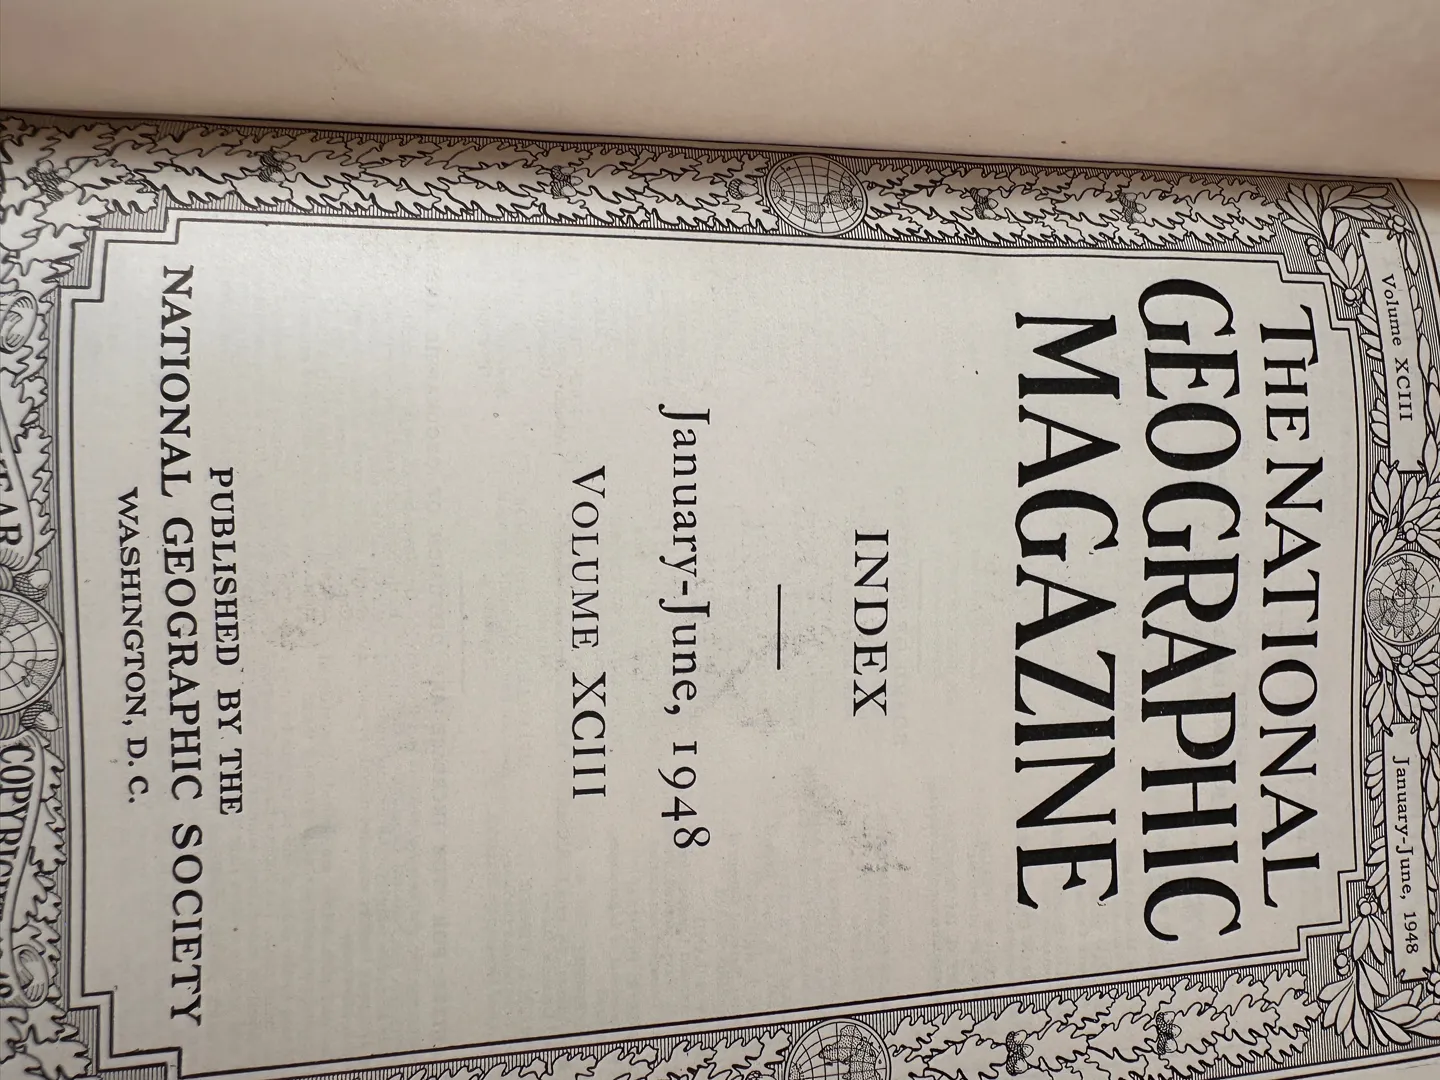 Volume XCIII
January-June, 1948
THE NATIONAL
GEOGRAPHIC
MAGAZINE
INDEX
January-June, 1948
VOLUME XCIII
PUBLISHED BY THE
NATIONAL GEOGRAPHIC SOCIETY
WASHINGTON, D. C.